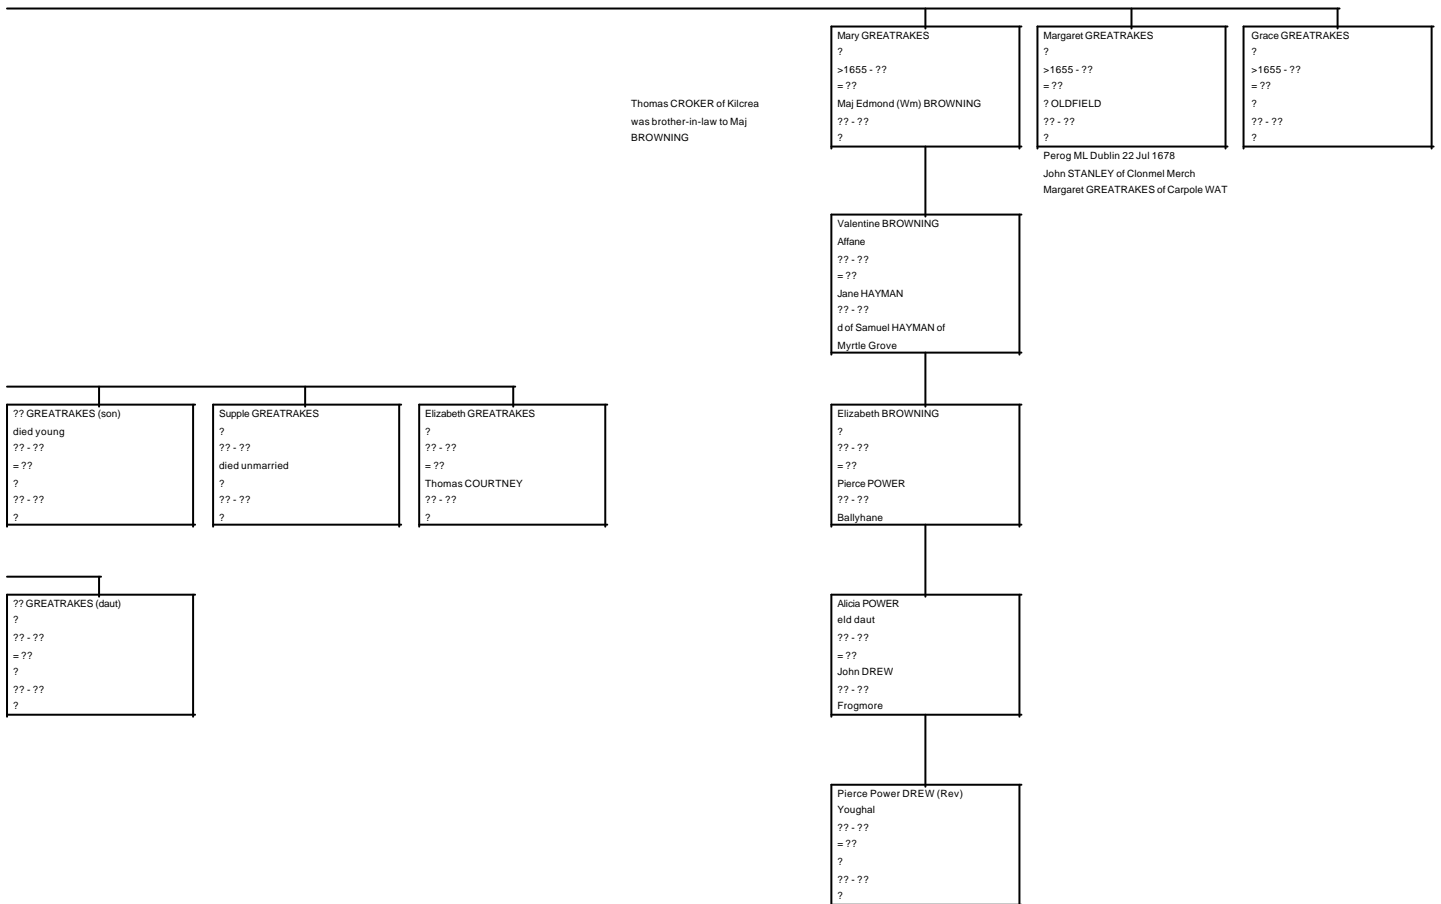 Mary GREATRAKES
?
>1655 - ??
= ??
Maj Edmond (Wm) BROWNING
?? - ??
?
Margaret GREATRAKES
?
>1655 - ??
= ??
? OLDFIELD
?? - ??
?
Grace GREATRAKES
?
>1655 - ??
= ??
?
?? - ??
?
Thomas CROKER of Kilcrea
was brother-in-law to Maj
BROWNING
Perog ML Dublin 22 Jul 1678
John STANLEY of Clonmel Merch
Margaret GREATRAKES of Carpole WAT
Valentine BROWNING
Affane
?? - ??
= ??
Jane HAYMAN
?? - ??
d of Samuel HAYMAN of
Myrtle Grove
?? GREATRAKES (son)
died young
?? - ??
= ??
?
?? - ??
?
Supple GREATRAKES
?
?? - ??
died unmarried
?
?? - ??
?
Elizabeth GREATRAKES
?
?? - ??
= ??
Thomas COURTNEY
?? - ??
?
Elizabeth BROWNING
?
?? - ??
= ??
Pierce POWER
?? - ??
Ballyhane
?? GREATRAKES (daut)
?
?? - ??
= ??
?
?? - ??
?
Alicia POWER
eld daut
?? - ??
= ??
John DREW
?? - ??
Frogmore
Pierce Power DREW (Rev)
Youghal
?? - ??
= ??
?
?? - ??
?